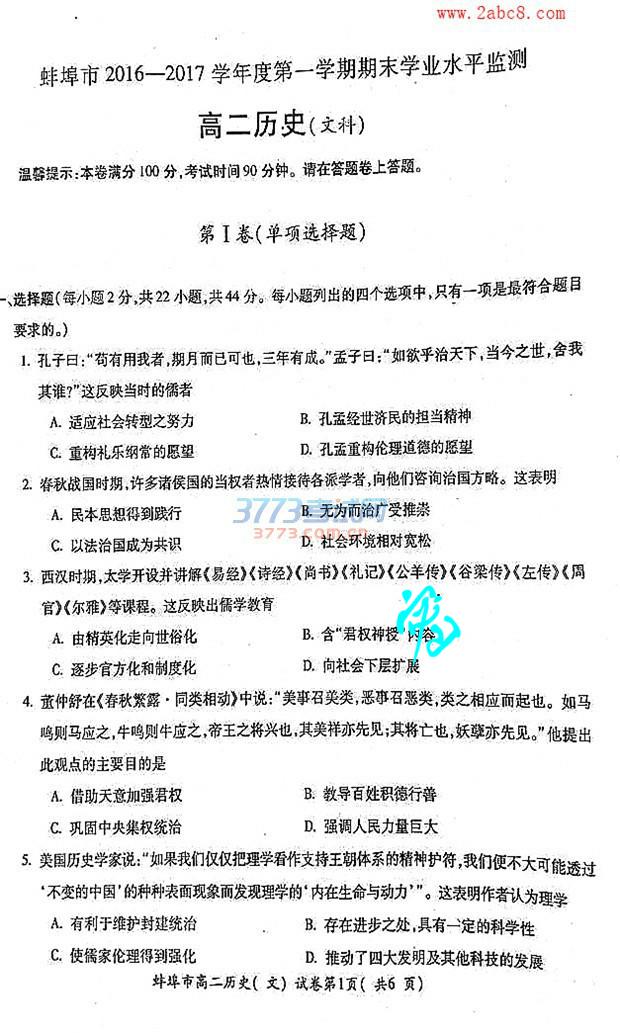 www.2abc8.com
蚌埠市2016—2017学年度第一学期期末学业水平监测
高二历史(文科)
温馨提示:本卷满分100分,考试时间90分钟。请在答题卷上答题。
第Ⅰ卷(单项选择题)
一、选择题(每小题2分,共22小题,共44分。每小题列出的四个选项中,只有一项是最符合题目
要求的。)
1. 孔子曰:“苟有用我者,期月而已可也,三年有成。”孟子曰:“如欲乎治天下,当今之世,舍我
其谁?”这反映当时的儒者
A. 适应社会转型之努力 B. 孔孟经世济民的担当精神
C. 重构礼乐纲常的愿望 D. 孔孟重构伦理道德的愿望
2. 春秋战国时期,许多诸侯国的当权者热情接待各派学者,向他们咨询治国方略。这表明
A. 民本思想得到践行 B. 无为而治广受推崇
3773考试网
3773.com.cn
C. 以法治国成为共识 D. 社会环境相对宽松
3. 西汉时期,太学开设并讲解《易经》《诗经》《尚书》《礼记》《公羊传》《谷梁传》《左传》《周
官》《尔雅》等课程。这反映出儒学教育
A. 由精英化走向世俗化 B. 含“君权神授”内容
C. 逐步官方化和制度化 D. 向社会下层扩展
4. 董仲舒在《春秋繁露·同类相动》中说:“美事召美类,恶事召恶类,类之相应而起也。如马
鸣则马应之,牛鸣则牛应之,帝王之将兴也,其美祥亦先见;其将亡也,妖孽亦先见。”他提出
此观点的主要目的是
A. 借助天意加强君权 B. 教导百姓积德行善
C. 巩固中央集权统治 D. 强调人民力量巨大
5. 美国历史学家说:“如果我们仅仅把理学看作支持王朝体系的精神护符,我们便不大可能透过
‘不变的中国’的种种表面现象而发现理学的‘内在生命与动力’”。这表明作者认为理学
A. 有利于维护封建统治 B. 存在进步之处,具有一定的科学性
C. 使儒家伦理得到强化 D. 推动了四大发明及其他科技的发展
蚌埠市高二历史(文)试卷第1页(共6页)